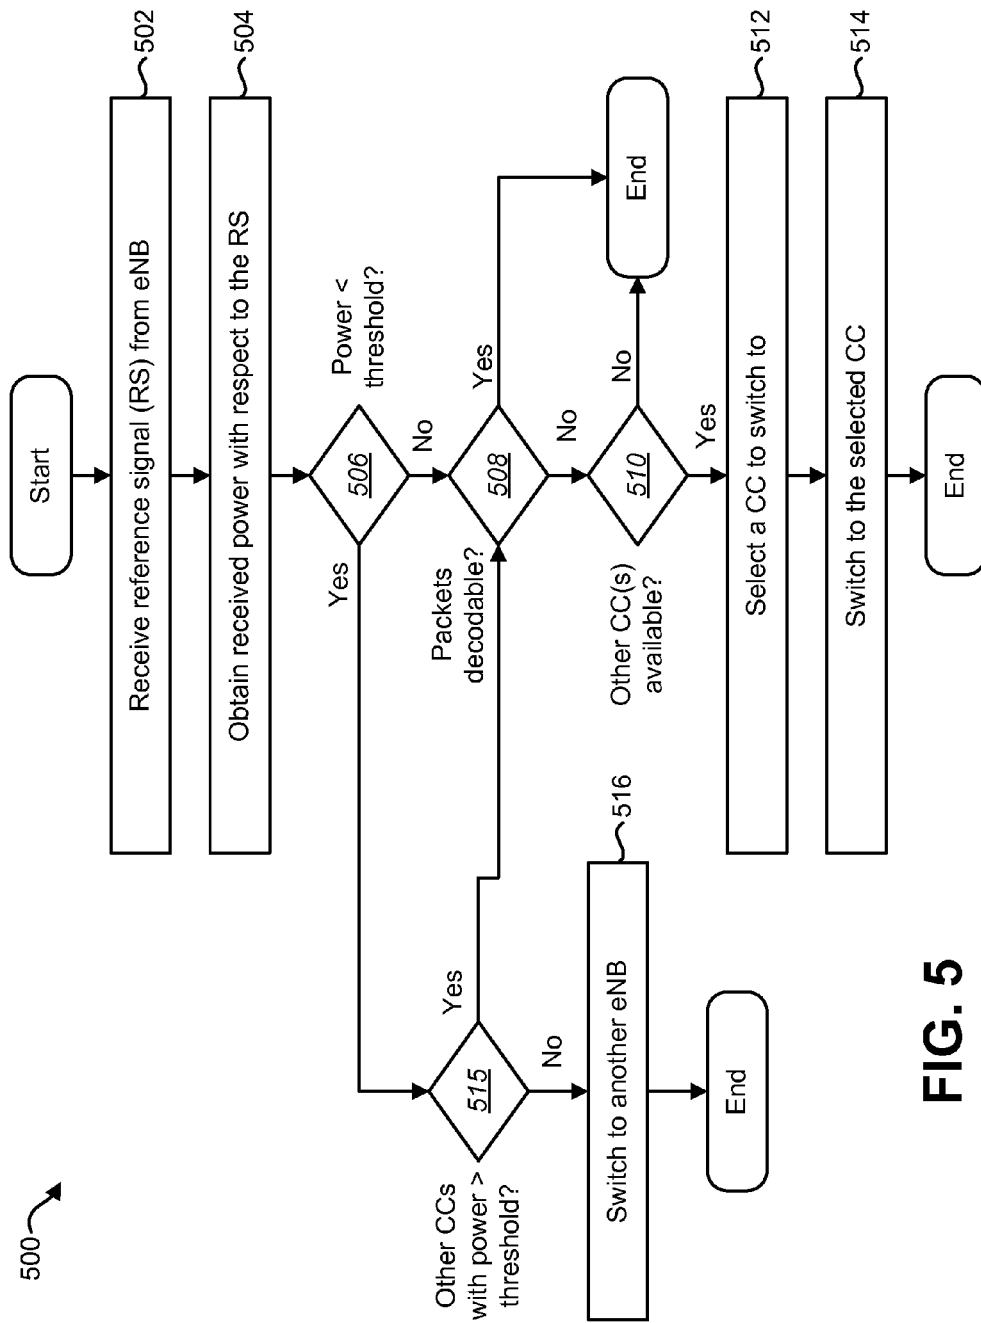 500
Start
Receive reference signal (RS) from eNB
502
Obtain received power with respect to the RS
504
Power <
threshold?
506
Yes
No
Packets
decodable?
508
Yes
No
Other CCs
with power >
threshold?
515
Yes
No
Other CC(s)
available?
510
No
Yes
End
Switch to another eNB
516
End
Select a CC to switch to
512
Switch to the selected CC
514
End
FIG. 5